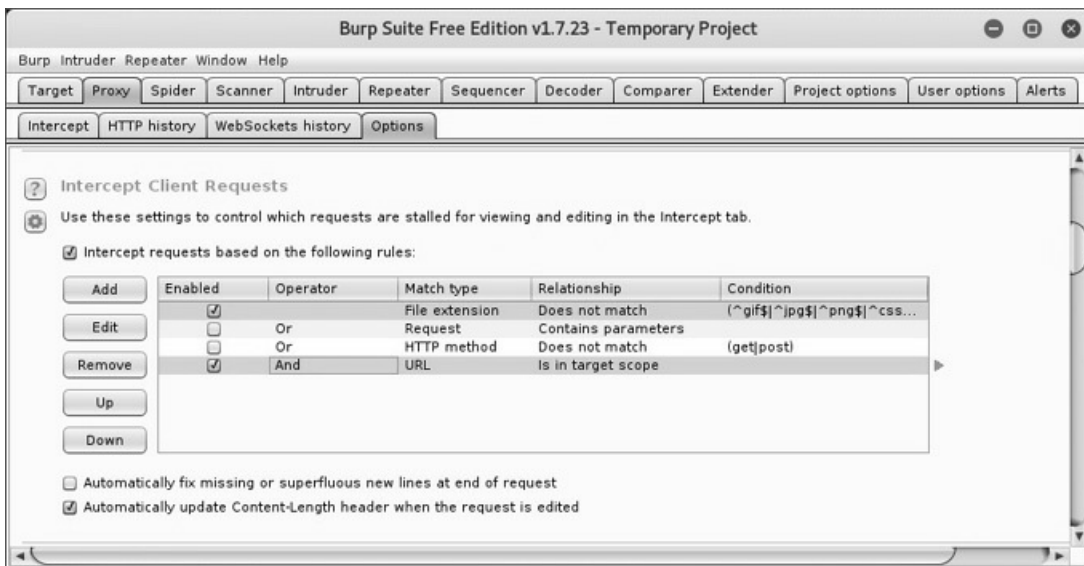 Burp Suite Free Edition v1.7.23 - Temporary Project
Burp Intruder Repeater Window Help
Target Proxy Spider Scanner Intruder Repeater Sequencer Decoder Comparer Extender Project options User options Alerts
Intercept HTTP history WebSockets history Options
? Intercept Client Requests
Use these settings to control which requests are stalled for viewing and editing in the Intercept tab.
Intercept requests based on the following rules:
Add
Edit
Remove
Up
Down
Enabled Operator Match type Relationship Condition
File extension Does not match (^gif$|^jpg$|^png$|^css...
Or Request Contains parameters
Or HTTP method Does not match (get|post)
And URL Is in target scope
Automatically fix missing or superfluous new lines at end of request
Automatically update Content-Length header when the request is edited